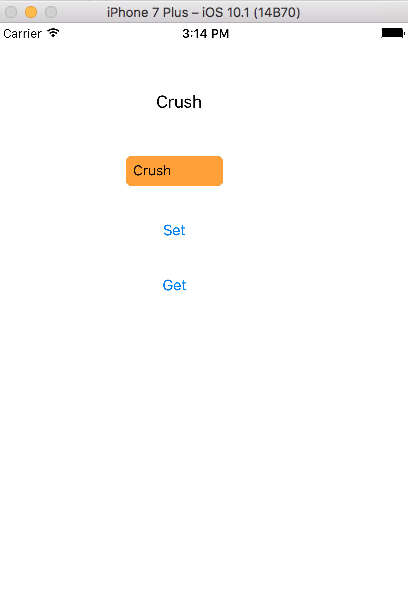 iPhone 7 Plus – iOS 10.1 (14B70)
Carrier 3:14 PM
Crush
Crush
Set
Get